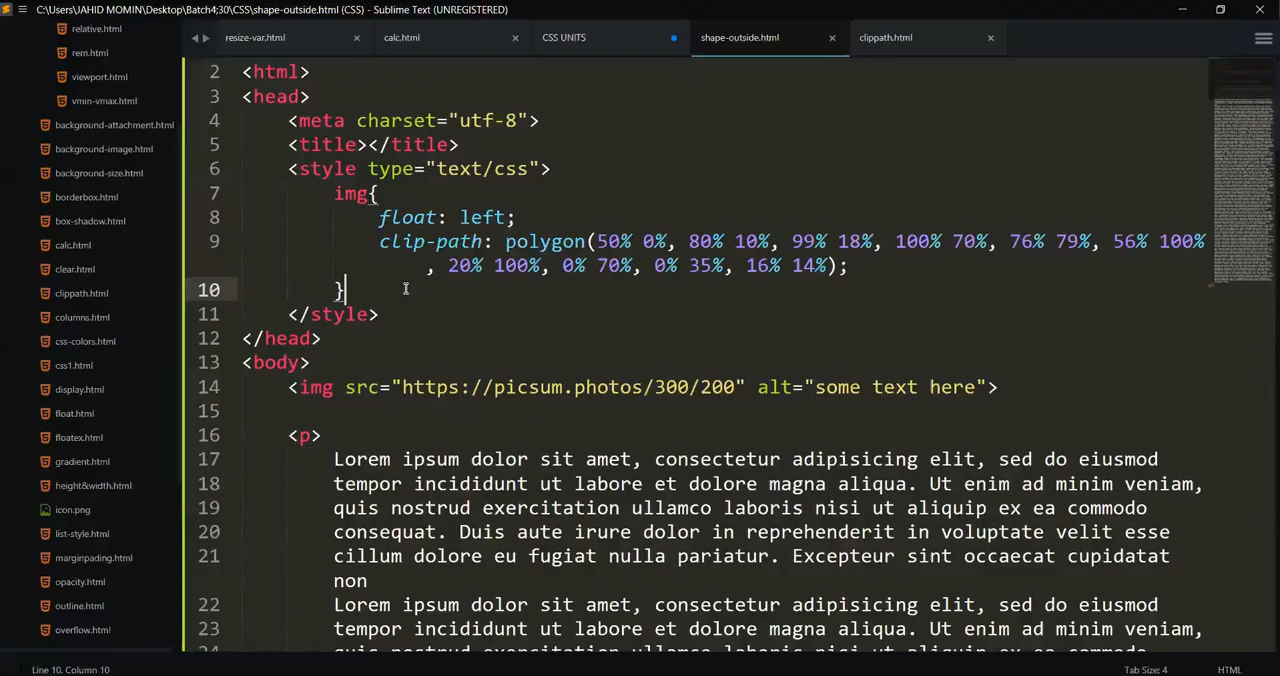 C:\Users\JAHID MOMIN\Desktop\Batch4;30\CSS\shape-outside.html (CSS) - Sublime Text (UNREGISTERED)
resize-var.html
calc.html
CSS UNITS
shape-outside.html
clippath.html
relative.html
rem.html
viewport.html
vmin-vmax.html
background-attachment.html
background-image.html
background-size.html
borderbox.html
box-shadow.html
calc.html
clear.html
clippath.html
columns.html
css-colors.html
css1.html
display.html
float.html
floatex.html
gradient.html
height&width.html
icon.png
list-style.html
marginpading.html
opacity.html
outline.html
overflow.html
2 <html>
3 <head>
4 <meta charset="utf-8">
5 <title></title>
6 <style type="text/css">
7 img{
8 float: left;
9 clip-path: polygon(50% 0%, 80% 10%, 99% 18%, 100% 70%, 76% 79%, 56% 100%
, 20% 100%, 0% 70%, 0% 35%, 16% 14%);
10 }
11 </style>
12 </head>
13 <body>
14 <img src="https://picsum.photos/300/200" alt="some text here">
15
16 <p>
17 Lorem ipsum dolor sit amet, consectetur adipisicing elit, sed do eiusmod
18 tempor incididunt ut labore et dolore magna aliqua. Ut enim ad minim veniam,
19 quis nostrud exercitation ullamco laboris nisi ut aliquip ex ea commodo
20 consequat. Duis aute irure dolor in reprehenderit in voluptate velit esse
21 cillum dolore eu fugiat nulla pariatur. Excepteur sint occaecat cupidatat
non
22 Lorem ipsum dolor sit amet, consectetur adipisicing elit, sed do eiusmod
23 tempor incididunt ut labore et dolore magna aliqua. Ut enim ad minim veniam,
Line 10, Column 10
Tab Size: 4
HTML